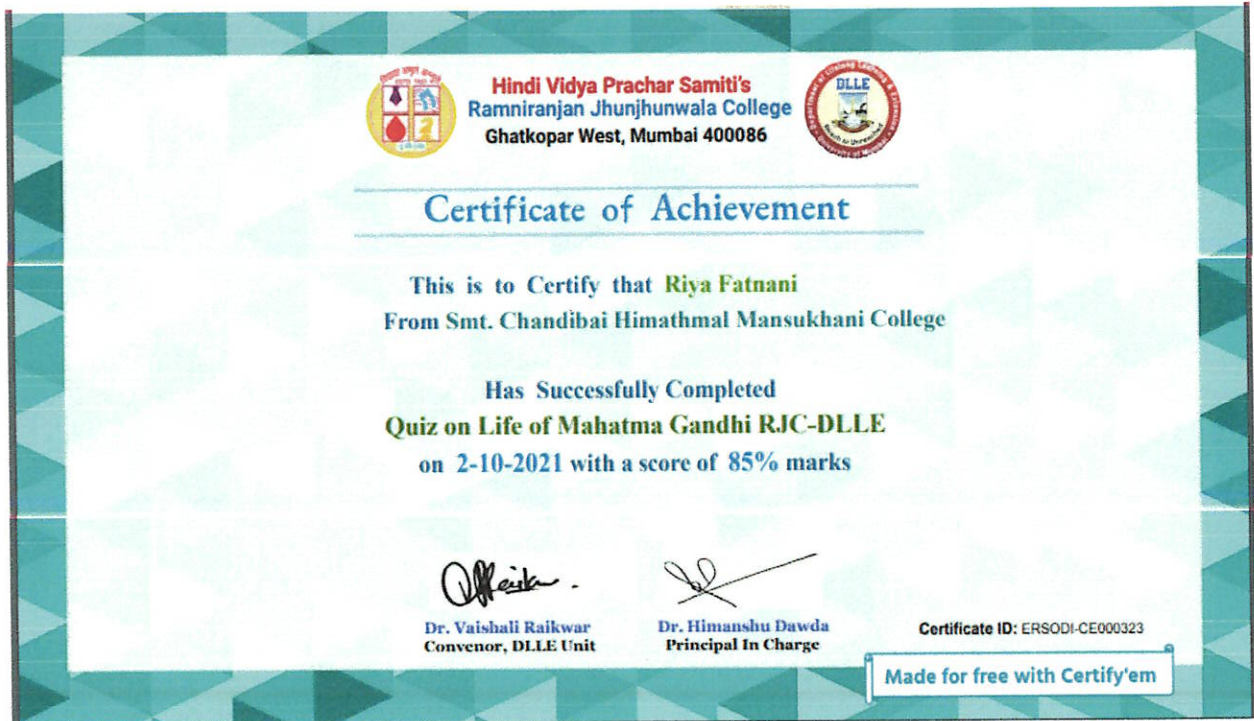 Hindi Vidya Prachar Samiti's
Ramniranjan Jhunjhunwala College
Ghatkopar West, Mumbai 400086
DLLE
Certificate of Achievement
This is to Certify that Riya Fatnani
From Smt. Chandibai Himathmal Mansukhani College
Has Successfully Completed
Quiz on Life of Mahatma Gandhi RJC-DLLE
on 2-10-2021 with a score of 85% marks
Dr. Vaishali Raikwar
Convenor, DLLE Unit
Dr. Himanshu Dawda
Principal In Charge
Certificate ID: ERSODI-CE000323
Made for free with Certify'em